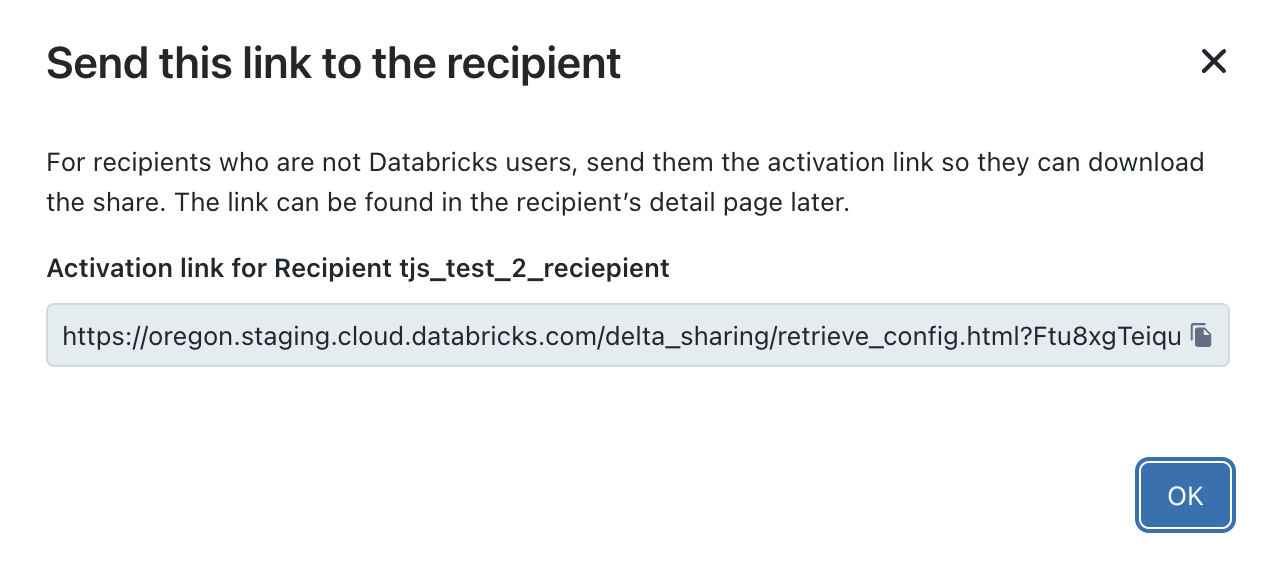 Send this link to the recipient
For recipients who are not Databricks users, send them the activation link so they can download
the share. The link can be found in the recipient’s detail page later.
Activation link for Recipient tjs_test_2_reciepient
https://oregon.staging.cloud.databricks.com/delta_sharing/retrieve_config.html?Ftu8xgTeiqu
OK